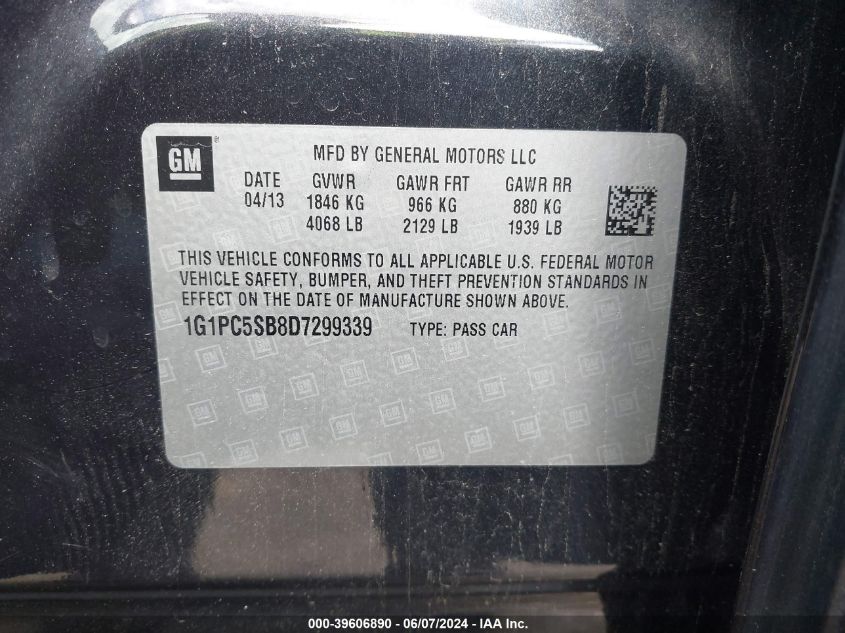 GM
MFD BY GENERAL MOTORS LLC
DATE GVWR GAWR FRT GAWR RR
04/13 1846 KG 966 KG 880 KG
4068 LB 2129 LB 1939 LB
THIS VEHICLE CONFORMS TO ALL APPLICABLE U.S. FEDERAL MOTOR
VEHICLE SAFETY, BUMPER, AND THEFT PREVENTION STANDARDS IN
EFFECT ON THE DATE OF MANUFACTURE SHOWN ABOVE.
1G1PC5SB8D7299339 TYPE: PASS CAR
000-39606890 - 06/07/2024 - IAA Inc.